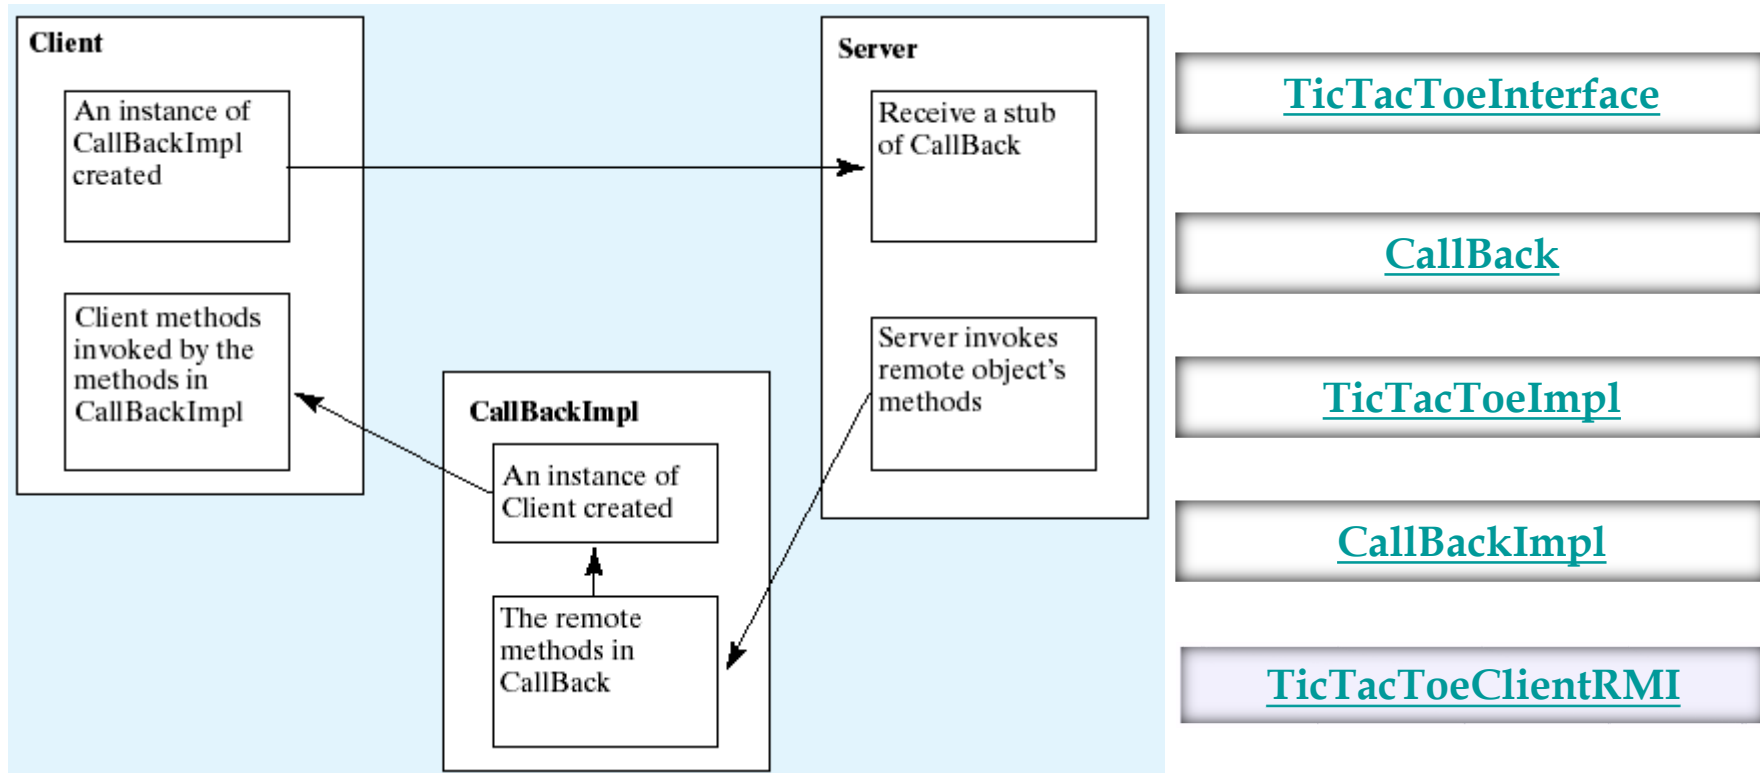 Client
An instance of
CallBackImpl
created
Client methods
invoked by the
methods in
CallBackImpl
CallBackImpl
An instance of
Client created
The remote
methods in
CallBack
Server
Receive a stub
of CallBack
Server invokes
remote object's
methods
TicTacToeInterface
CallBack
TicTacToeImpl
CallBackImpl
TicTacToeClientRMI